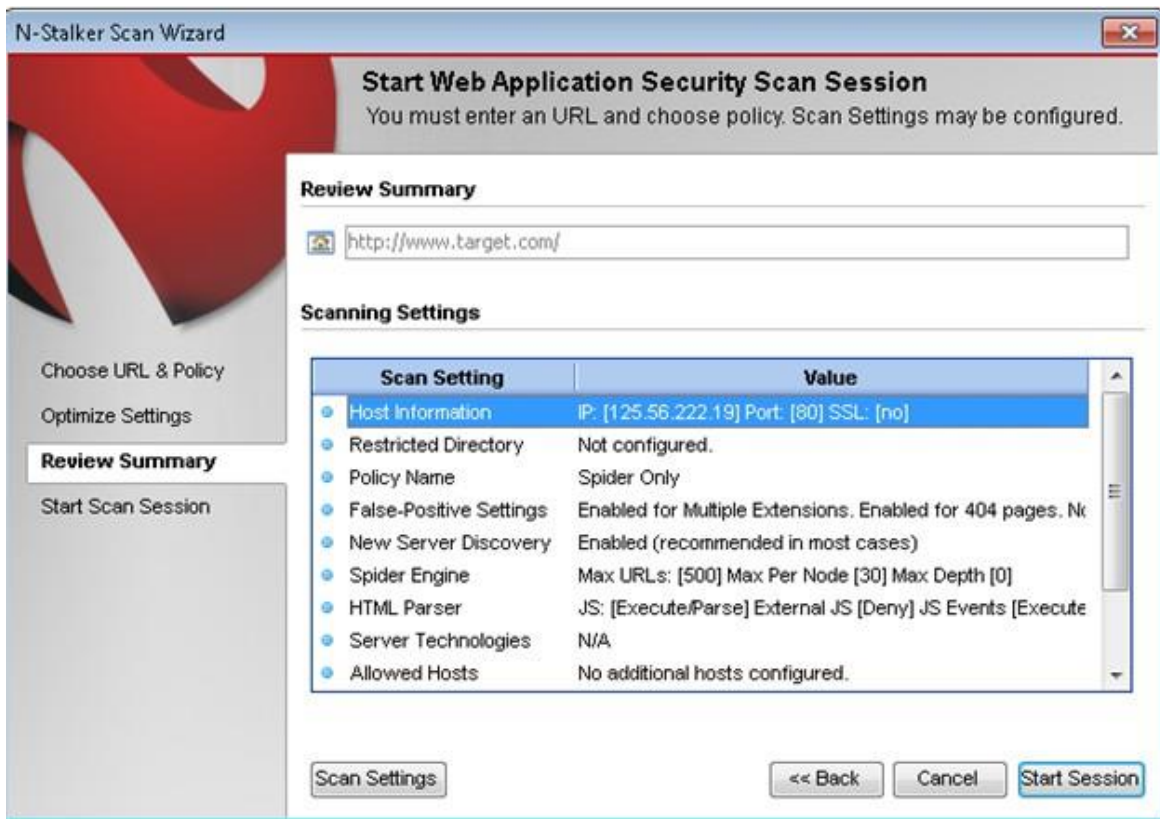 N-Stalker Scan Wizard
Start Web Application Security Scan Session
You must enter an URL and choose policy. Scan Settings may be configured.
Choose URL & Policy
Optimize Settings
Review Summary
Start Scan Session
Review Summary
http://www.target.com/
Scanning Settings
Scan Setting Value
Host Information IP: [125.56.222.19] Port: [80] SSL: [no]
Restricted Directory Not configured.
Policy Name Spider Only
False-Positive Settings Enabled for Multiple Extensions. Enabled for 404 pages.
New Server Discovery Enabled (recommended in most cases)
Spider Engine Max URLs: [500] Max Per Node [30] Max Depth [0]
HTML Parser JS: [Execute/Parse] External JS [Deny] JS Events [Execute
Server Technologies N/A
Allowed Hosts No additional hosts configured.
Scan Settings << Back Cancel Start Session